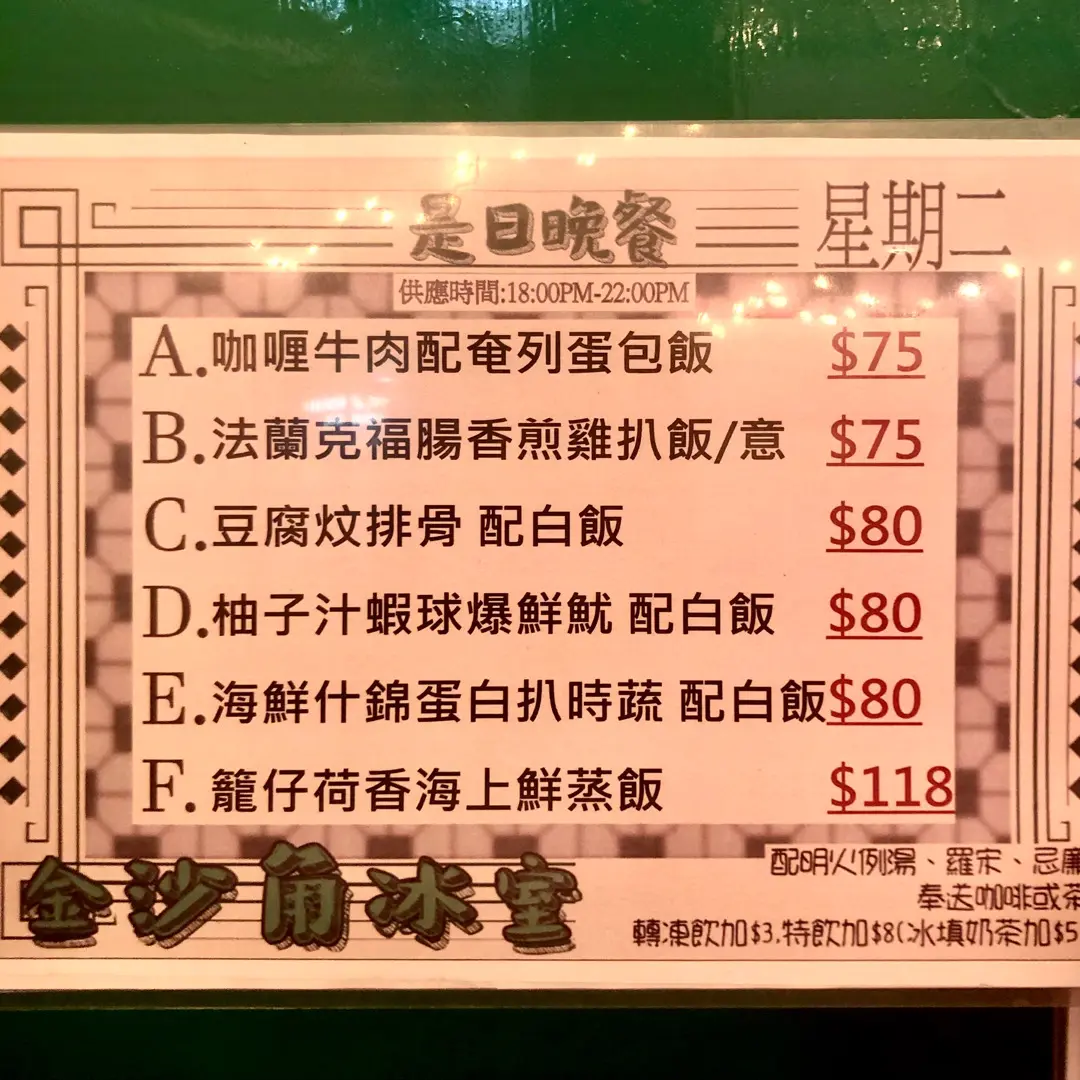 是日晚餐 星期二
供應時間:18:00PM-22:00PM
A.咖喱牛肉配奄列蛋包飯 $75
B.法蘭克福腸香煎雞扒飯/意 $75
C.豆腐炆排骨 配白飯 $80
D.柚子汁蝦球爆鮮魷 配白飯 $80
E.海鮮什錦蛋白扒時蔬 配白飯 $80
F.籠仔荷香海上鮮蒸飯 $118
金沙角冰室
配明火例湯、羅宋、忌廉
奉送咖啡或茶
轉凍飲加$3.特飲加$8(冰填奶茶加$5